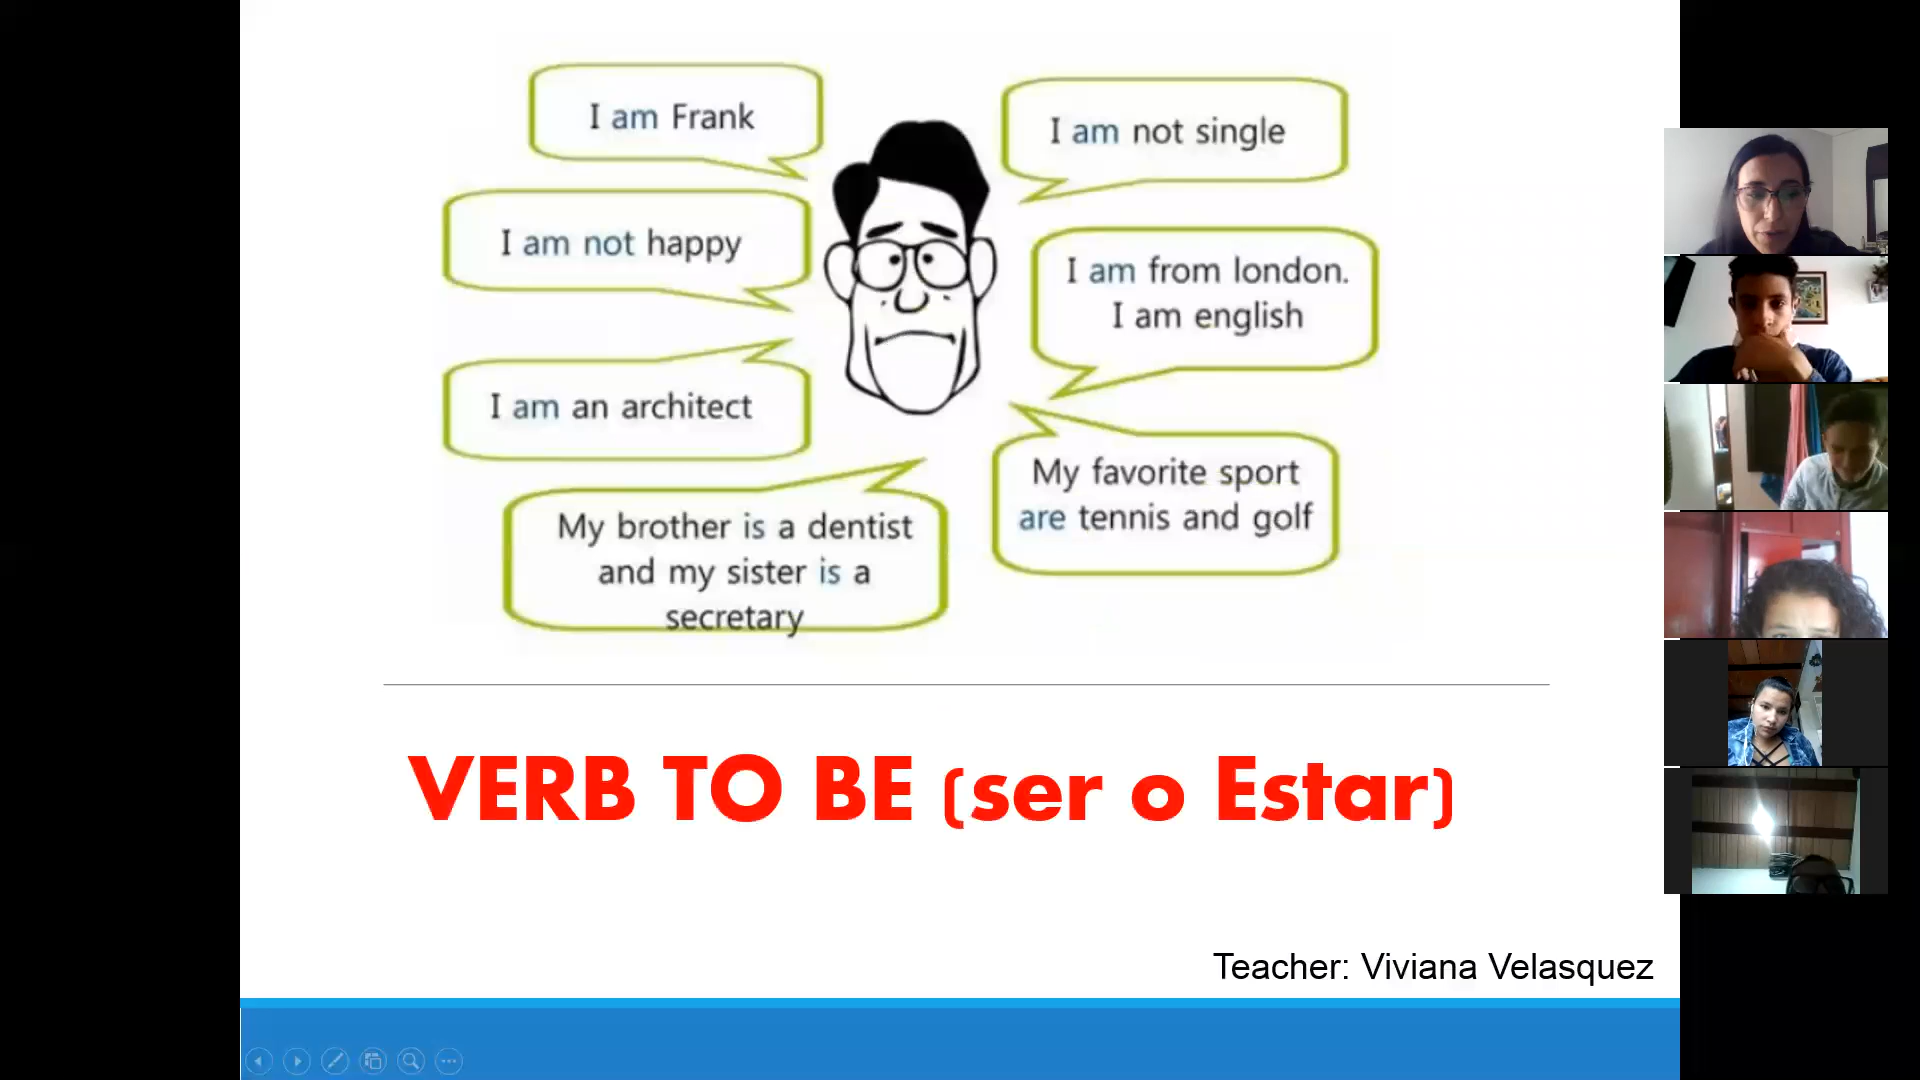 I am Frank
I am not single
I am not happy
I am from london.
I am english
I am an architect
My favorite sport
are tennis and golf
My brother is a dentist
and my sister is a
secretary
VERB TO BE (ser o Estar)
Teacher: Viviana Velasquez